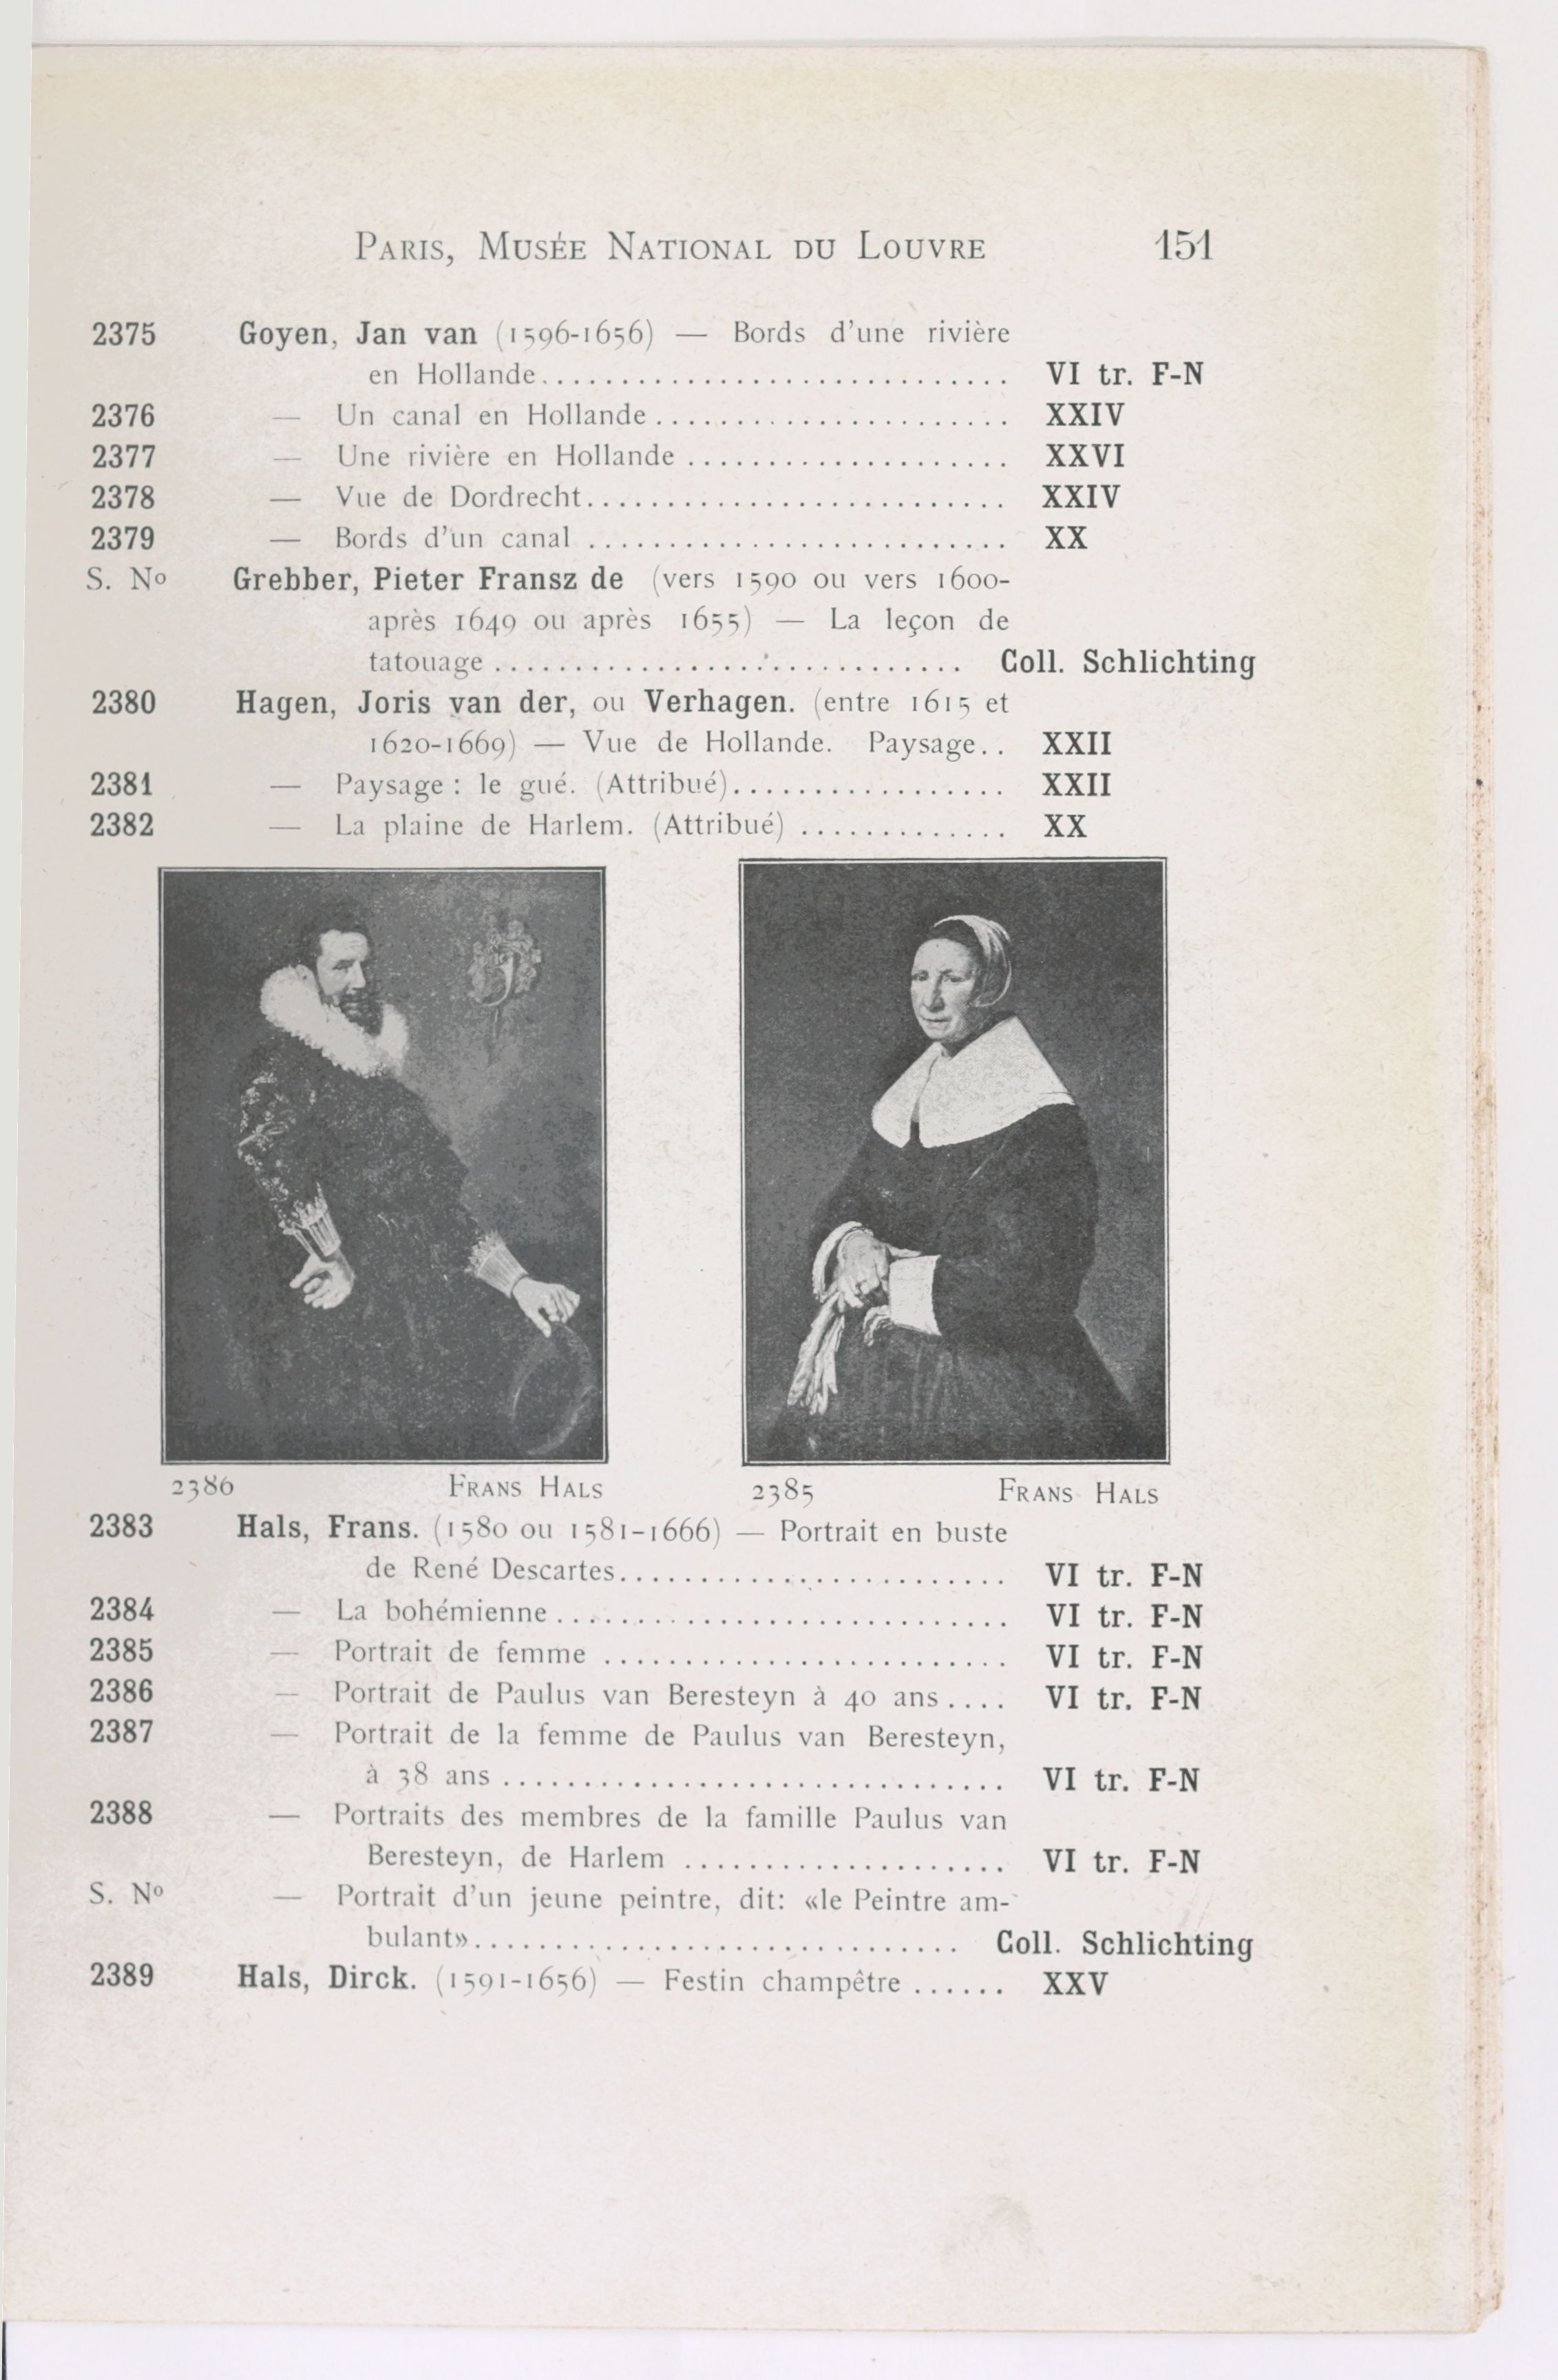 PARIS, MUSÉE NATIONAL DU LOUVRE 151
2375 Goyen, Jan van (1596-1656) — Bords d'une rivière
en Hollande.............................. VI tr. F-N
2376 — Un canal en Hollande...................... XXIV
2377 — Une rivière en Hollande.................... XXVI
2378 — Vue de Dordrecht.......................... XXIV
2379 — Bords d'un canal .......................... XX
S. Nº Grebber, Pieter Fransz de (vers 1590 ou vers 1600-
après 1649 ou après 1655) — La leçon de
tatouage .............................. Coll. Schlichting
2380 Hagen, Joris van der, ou Verhagen. (entre 1615 et
1620-1669) — Vue de Hollande. Paysage.. XXII
2381 — Paysage : le gué. (Attribué)................. XXII
2382 — La plaine de Harlem. (Attribué) ............. XX
2386 FRANS HALS
2385 FRANS HALS
2383 Hals, Frans. (1580 ou 1581-1666) — Portrait en buste
de René Descartes........................ VI tr. F-N
2384 — La bohémienne............................ VI tr. F-N
2385 — Portrait de femme ......................... VI tr. F-N
2386 — Portrait de Paulus van Beresteyn à 40 ans.... VI tr. F-N
2387 — Portrait de la femme de Paulus van Beresteyn,
à 38 ans ............................... VI tr. F-N
2388 — Portraits des membres de la famille Paulus van
Beresteyn, de Harlem .................... VI tr. F-N
S. Nº — Portrait d'un jeune peintre, dit: «le Peintre am-
bulant».............................. Coll. Schlichting
2389 Hals, Dirck. (1591-1656) — Festin champêtre ...... XXV